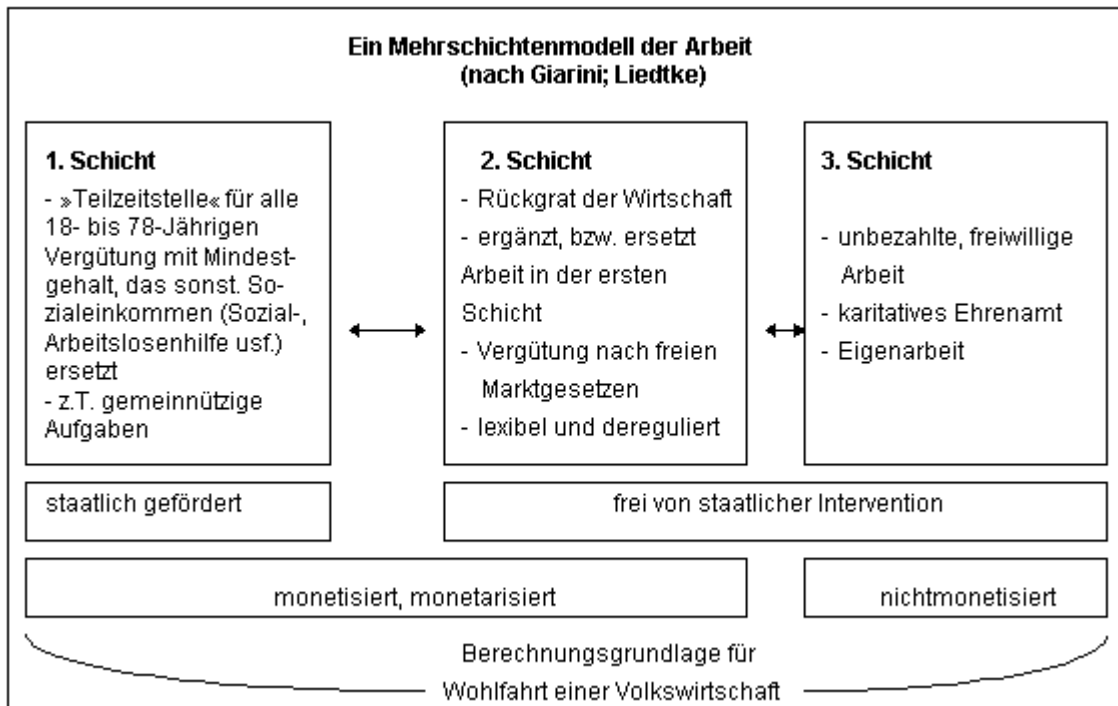 Ein Mehrschichtenmodell der Arbeit
(nach Giarini; Liedtke)
1. Schicht
- »Teilzeitstelle« für alle
18- bis 78-Jährigen
Vergütung mit Mindest-
gehalt, das sonst. So-
zialeinkommen (Sozial-,
Arbeitslosenhilfe usf.)
ersetzt
- z.T. gemeinnützige
Aufgaben
2. Schicht
- Rückgrat der Wirtschaft
- ergänzt, bzw. ersetzt
Arbeit in der ersten
Schicht
- Vergütung nach freien
Marktgesetzen
- lexibel und dereguliert
3. Schicht
- unbezahlte, freiwillige
Arbeit
- karitatives Ehrenamt
- Eigenarbeit
staatlich gefördert
frei von staatlicher Intervention
monetisiert, monetarisiert
nichtmonetisiert
Berechnungsgrundlage für
Wohlfahrt einer Volkswirtschaft